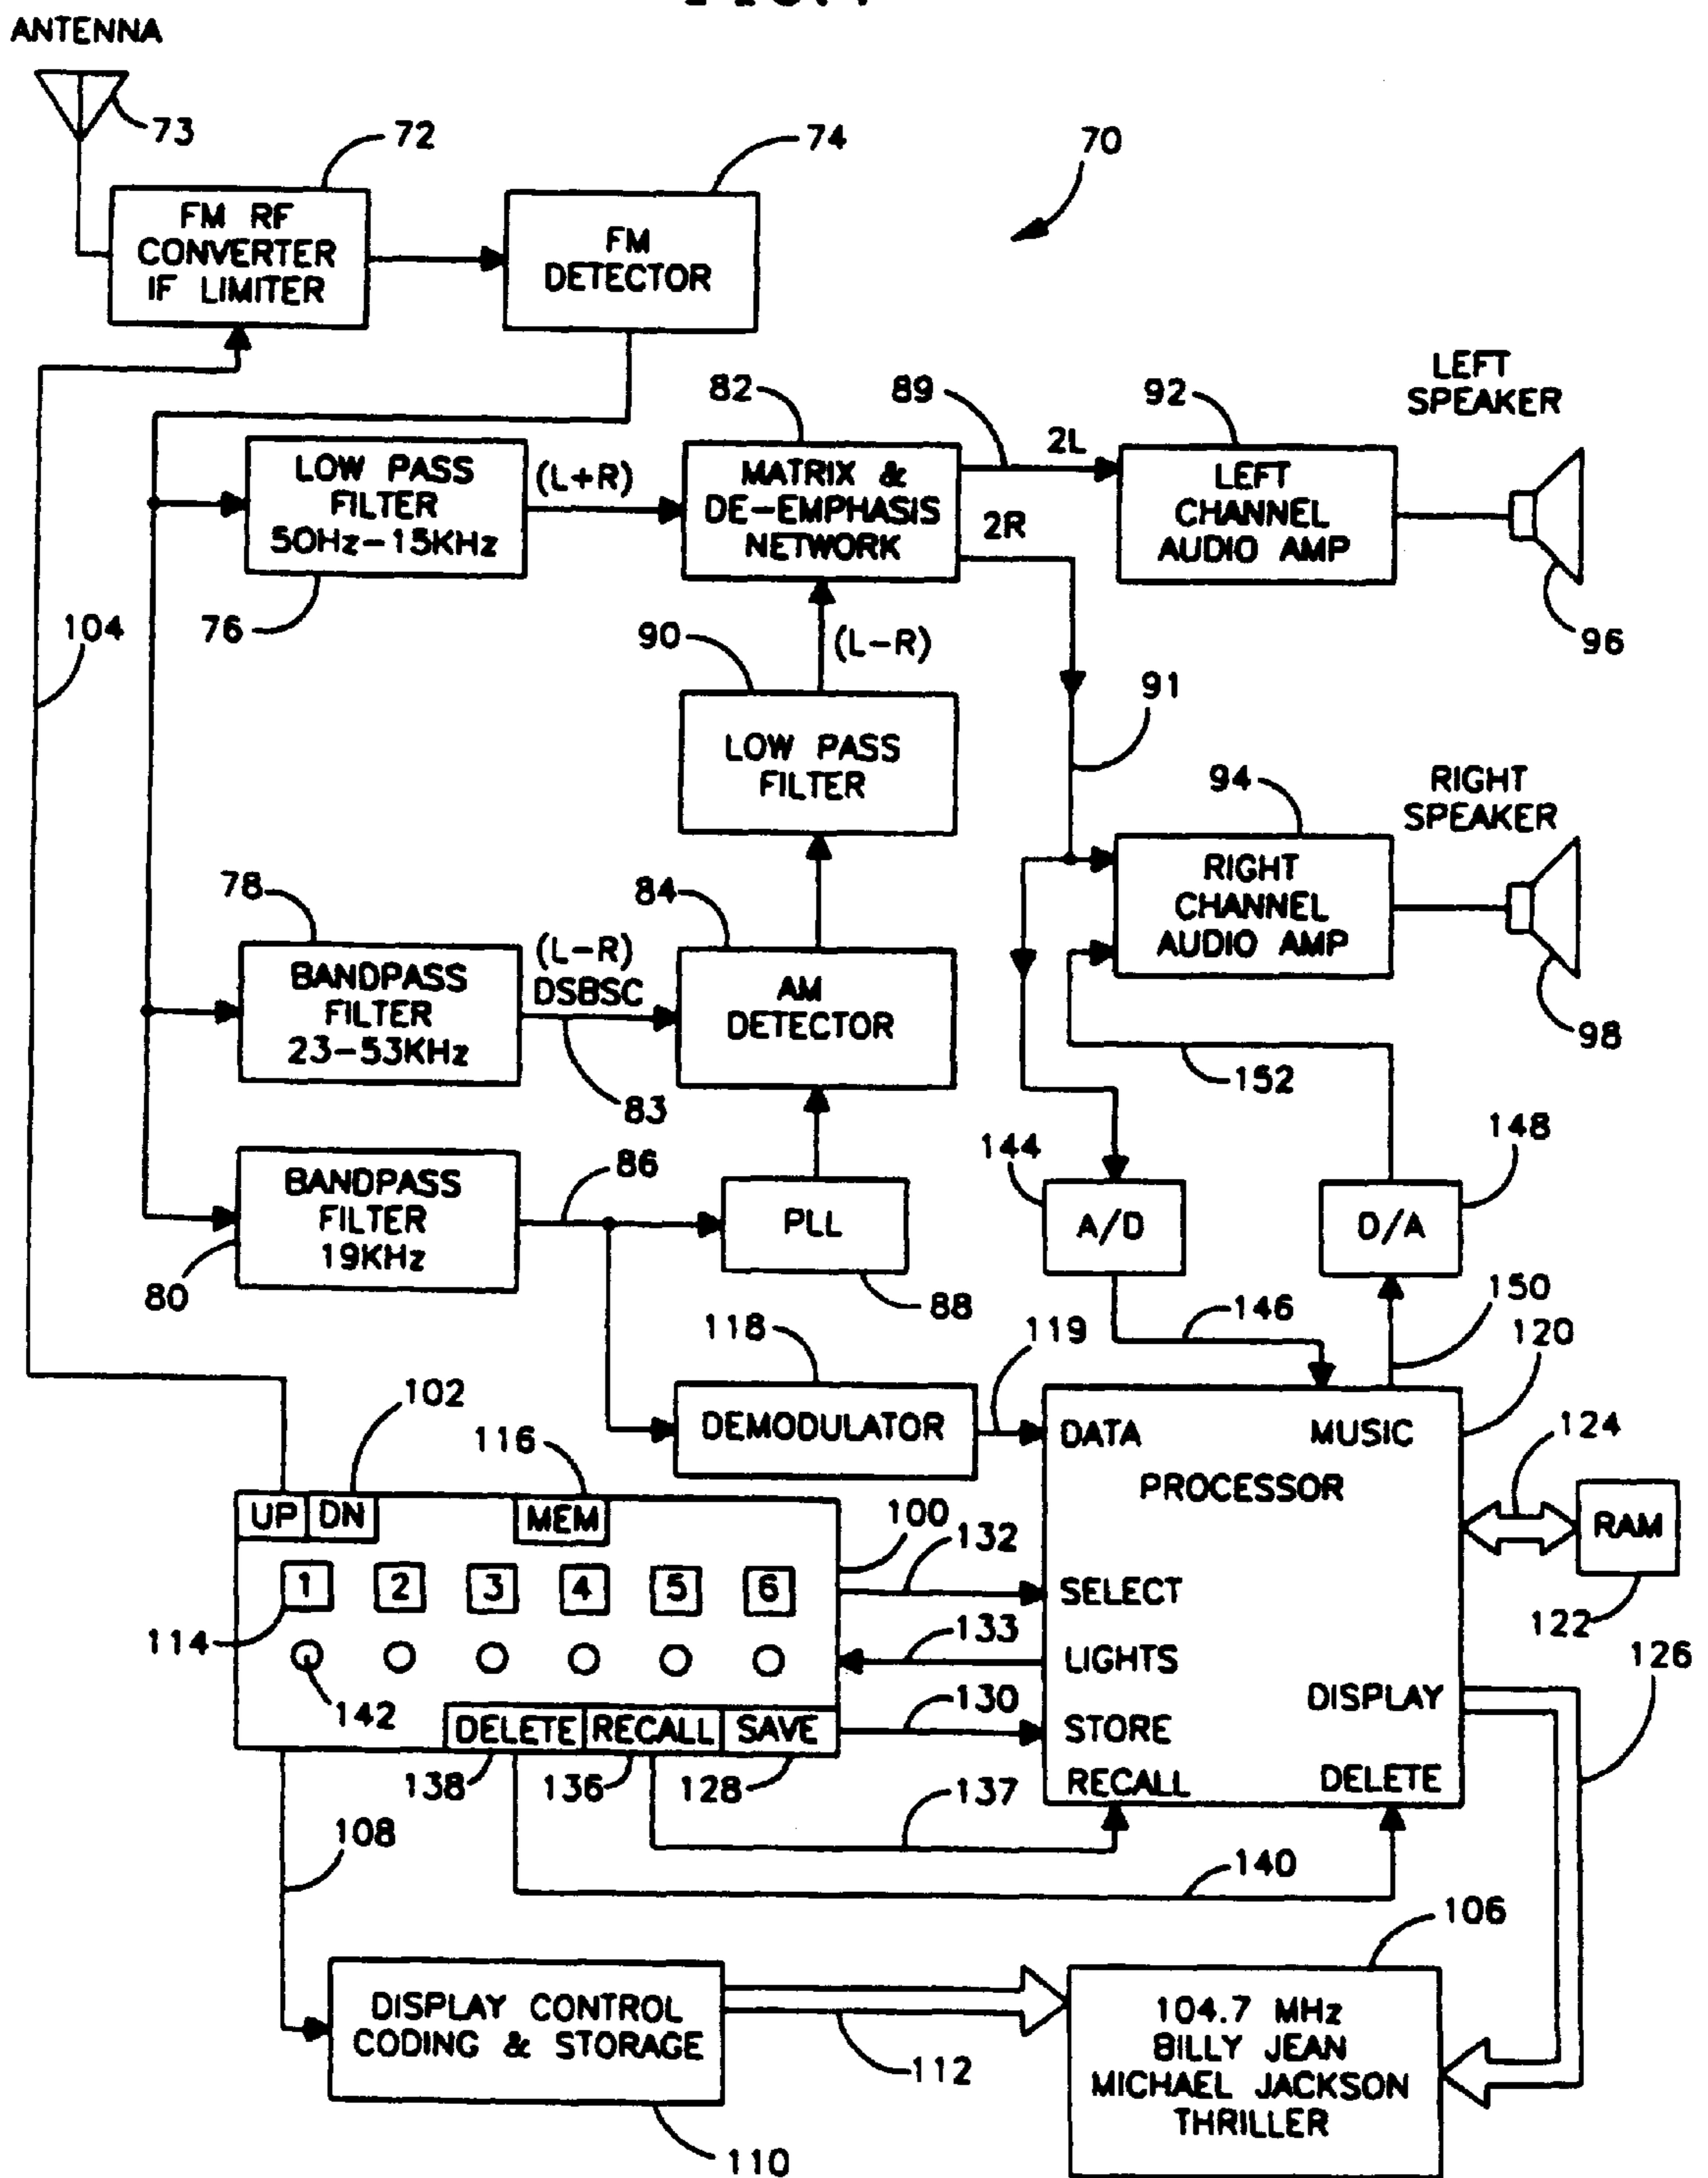 ANTENNA
73
72
74
70
FM RF
CONVERTER
IF LIMITER
FM
DETECTOR
LEFT
SPEAKER
82
89
92
LOW PASS
FILTER
50Hz-15KHz
(L+R)
MATRIX &
DE-EMPHASIS
NETWORK
2L
2R
LEFT
CHANNEL
AUDIO AMP
96
76
104
90
(L-R)
91
LOW PASS
FILTER
RIGHT
SPEAKER
94
RIGHT
CHANNEL
AUDIO AMP
98
78
84
BANDPASS
FILTER
23-53KHz
(L-R)
DSBSC
83
AM
DETECTOR
152
144
148
BANDPASS
FILTER
19KHz
80
86
PLL
88
A/D
D/A
146
150
120
118
119
102
116
DEMODULATOR
DATA
MUSIC
PROCESSOR
124
RAM
122
UP
DN
MEM
100
132
1
2
3
4
5
6
SELECT
114
133
LIGHTS
142
DISPLAY
126
DELETE
RECALL
SAVE
130
STORE
138
136
128
RECALL
DELETE
137
108
140
106
DISPLAY CONTROL
CODING & STORAGE
112
104.7 MHz
BILLY JEAN
MICHAEL JACKSON
THRILLER
110